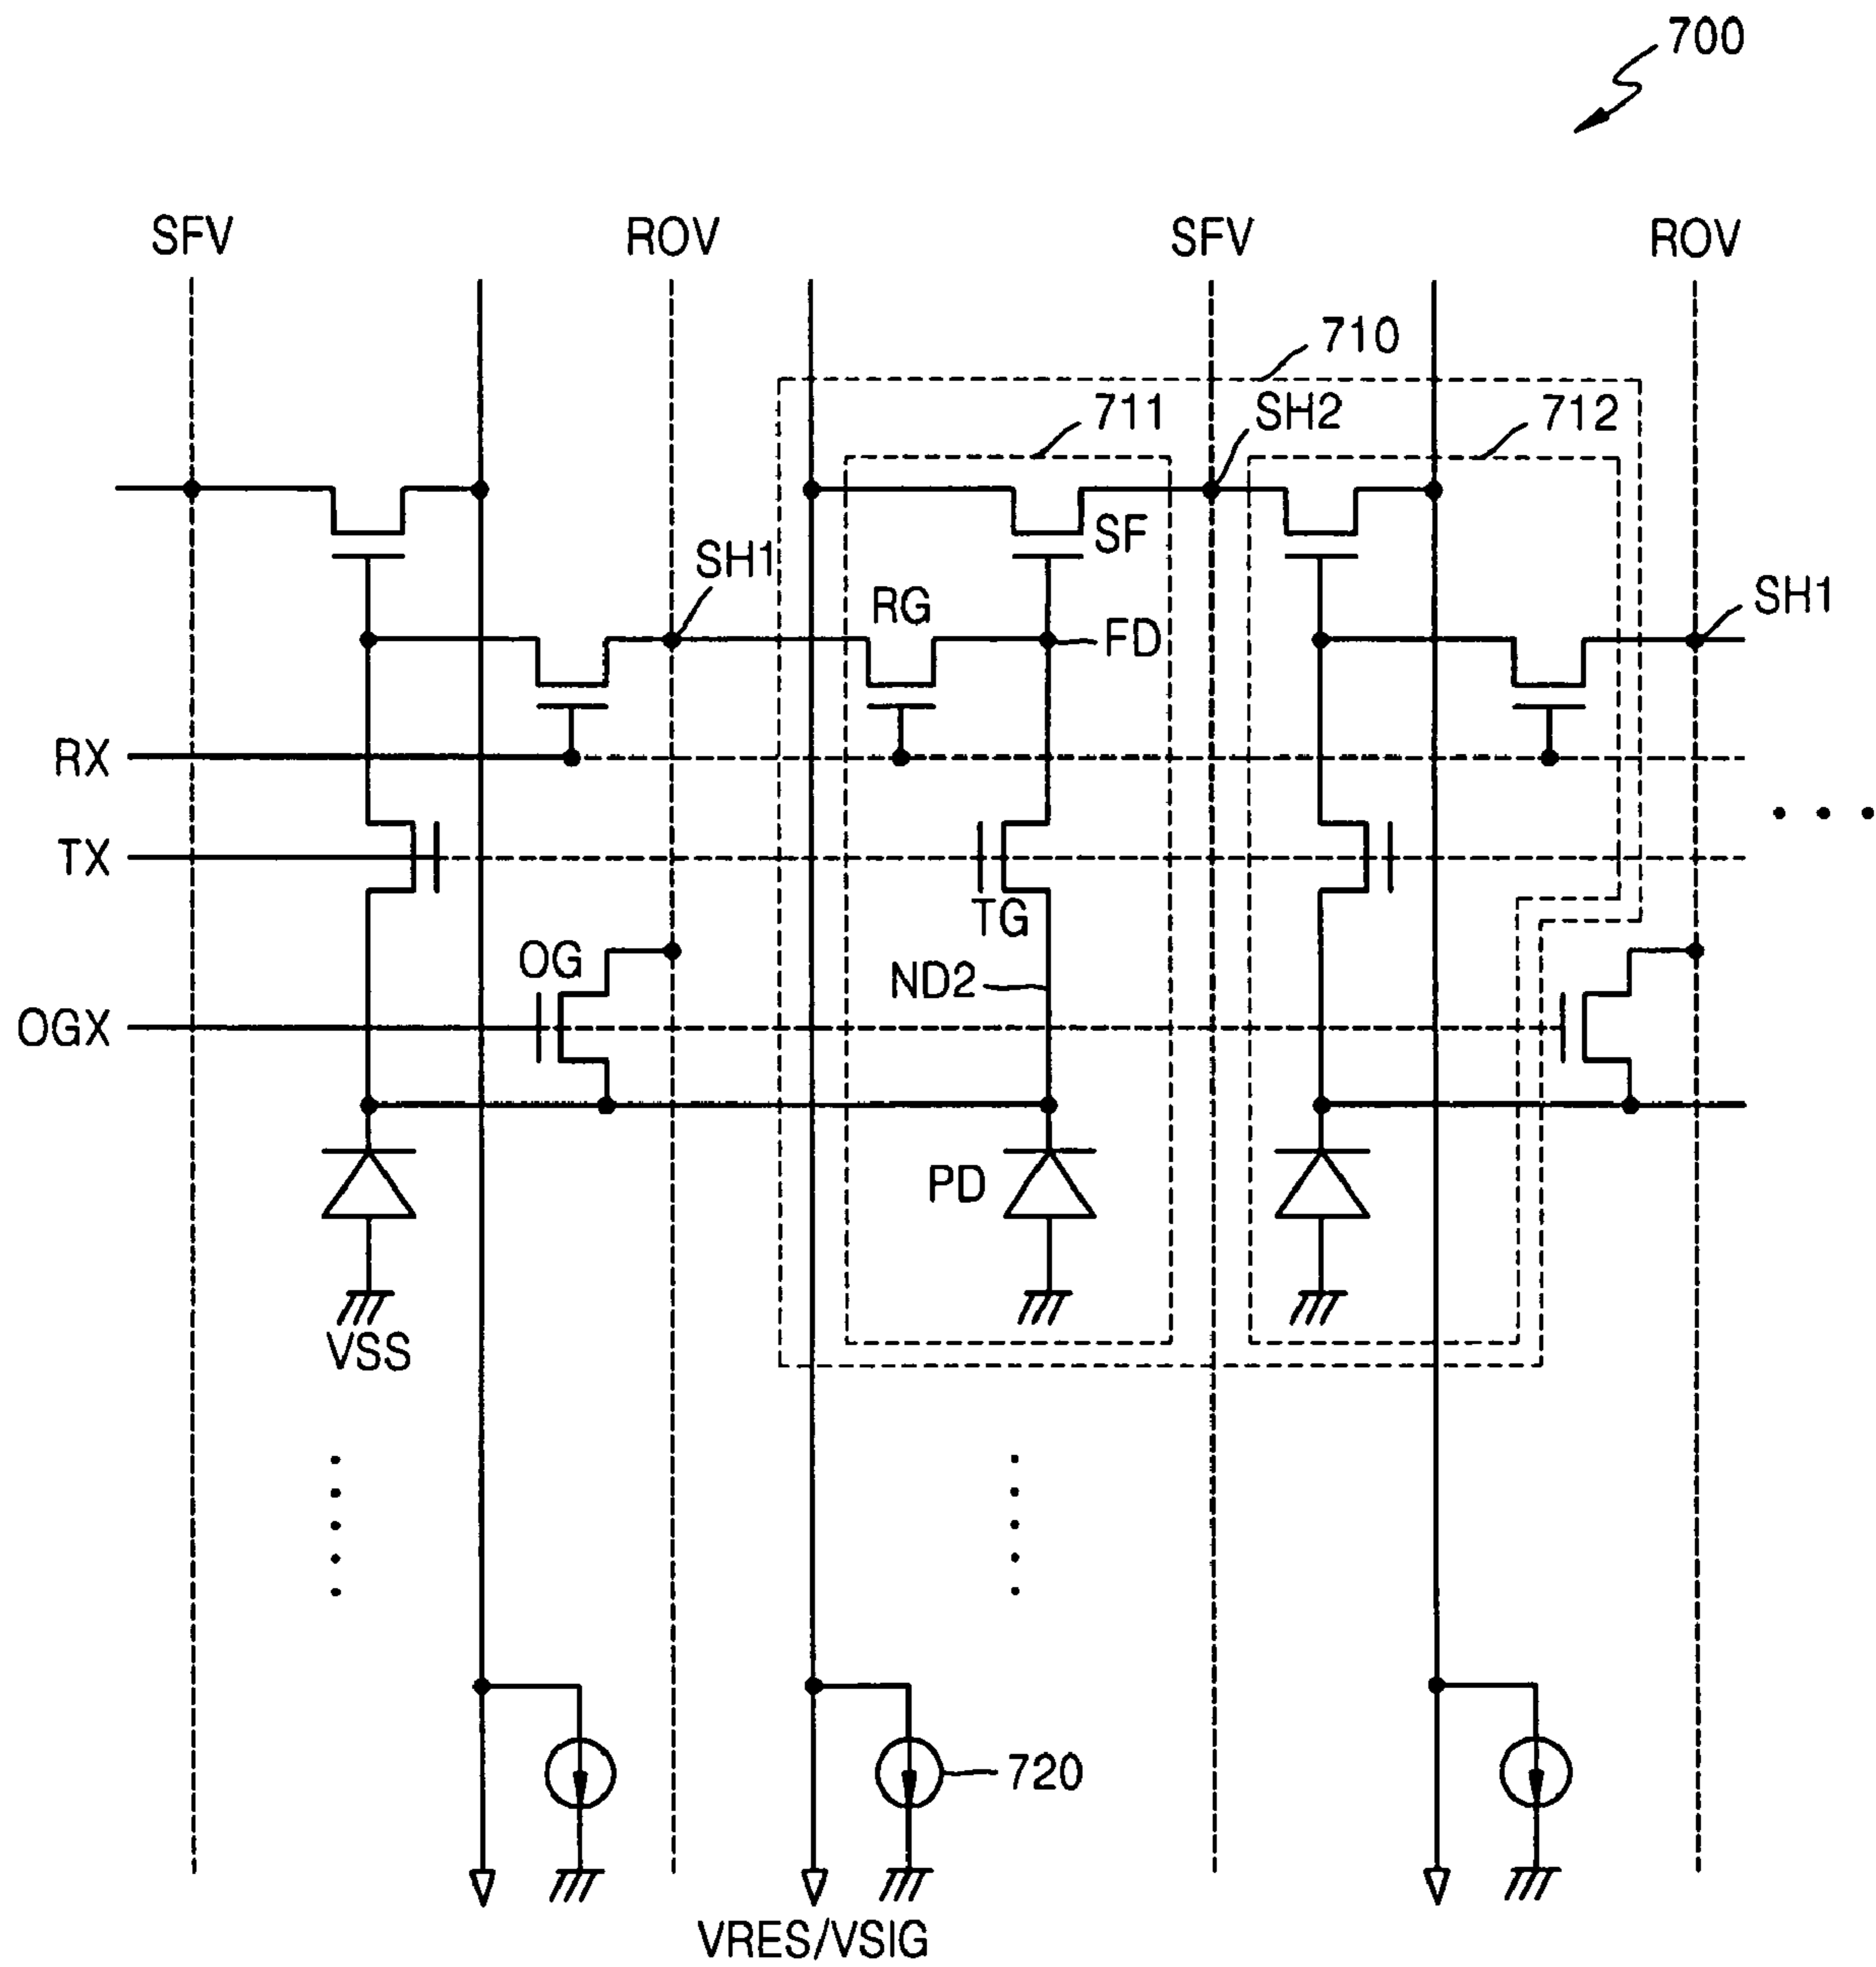 700
SFV ROV SFV ROV
710
711 SH2 712
SF
SH1 RG SH1
FD
RX
TX
TG
OG ND2
OGX
PD
VSS
720
VRES/VSIG